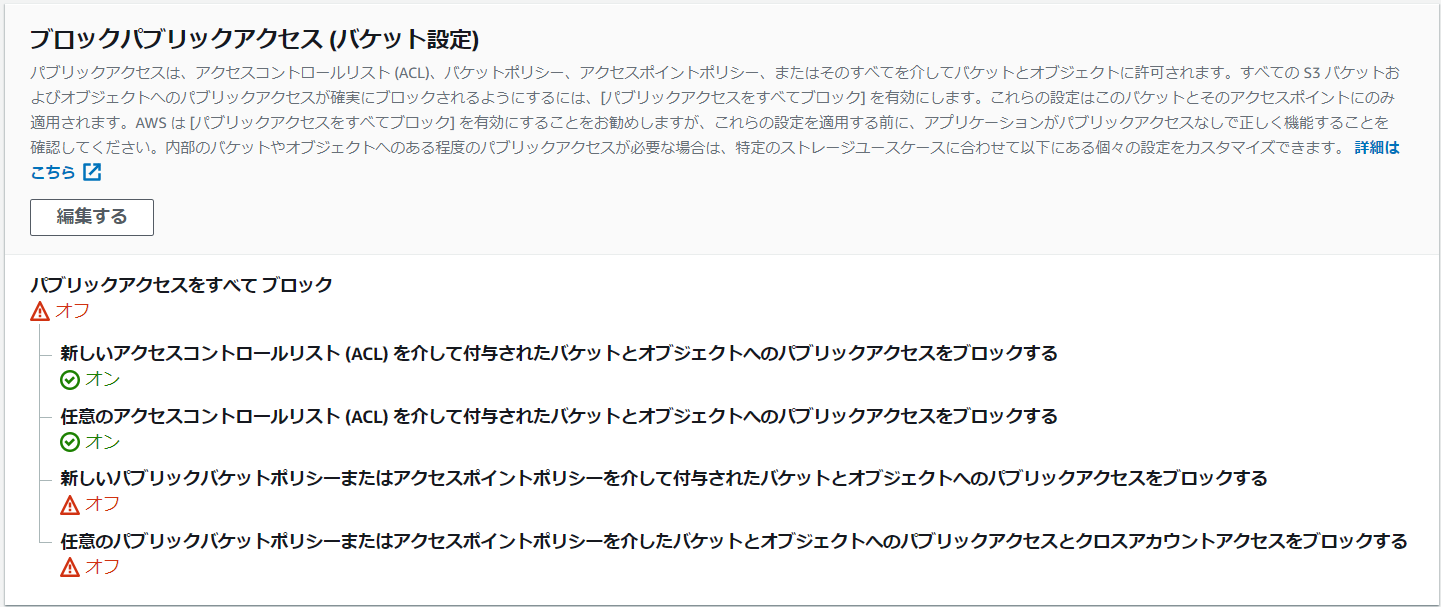 ブロックパブリックアクセス (バケット設定)
パブリックアクセスは、アクセスコントロールリスト (ACL)、バケットポリシー、アクセスポイントポリシー、またはそのすべてを介してバケットとオブジェクトに許可されます。すべての S3 バケットお
よびオブジェクトへのパブリックアクセスが確実にブロックされるようにするには、[パブリックアクセスをすべてブロック] を有効にします。これらの設定はこのバケットとそのアクセスポイントにのみ
適用されます。AWS は [パブリックアクセスをすべてブロック] を有効にすることをお勧めしますが、これらの設定を適用する前に、アプリケーションがパブリックアクセスなしで正しく機能することを
確認してください。内部のバケットやオブジェクトへのある程度のパブリックアクセスが必要な場合は、特定のストレージユースケースに合わせて以下にある個々の設定をカスタマイズできます。 詳細は
こちら
編集する
パブリックアクセスをすべて ブロック
オフ
新しいアクセスコントロールリスト (ACL) を介して付与されたバケットとオブジェクトへのパブリックアクセスをブロックする
オン
任意のアクセスコントロールリスト (ACL) を介して付与されたバケットとオブジェクトへのパブリックアクセスをブロックする
オン
新しいパブリックバケットポリシーまたはアクセスポイントポリシーを介して付与されたバケットとオブジェクトへのパブリックアクセスをブロックする
オフ
任意のパブリックバケットポリシーまたはアクセスポイントポリシーを介したバケットとオブジェクトへのパブリックアクセスとクロスアカウントアクセスをブロックする
オフ